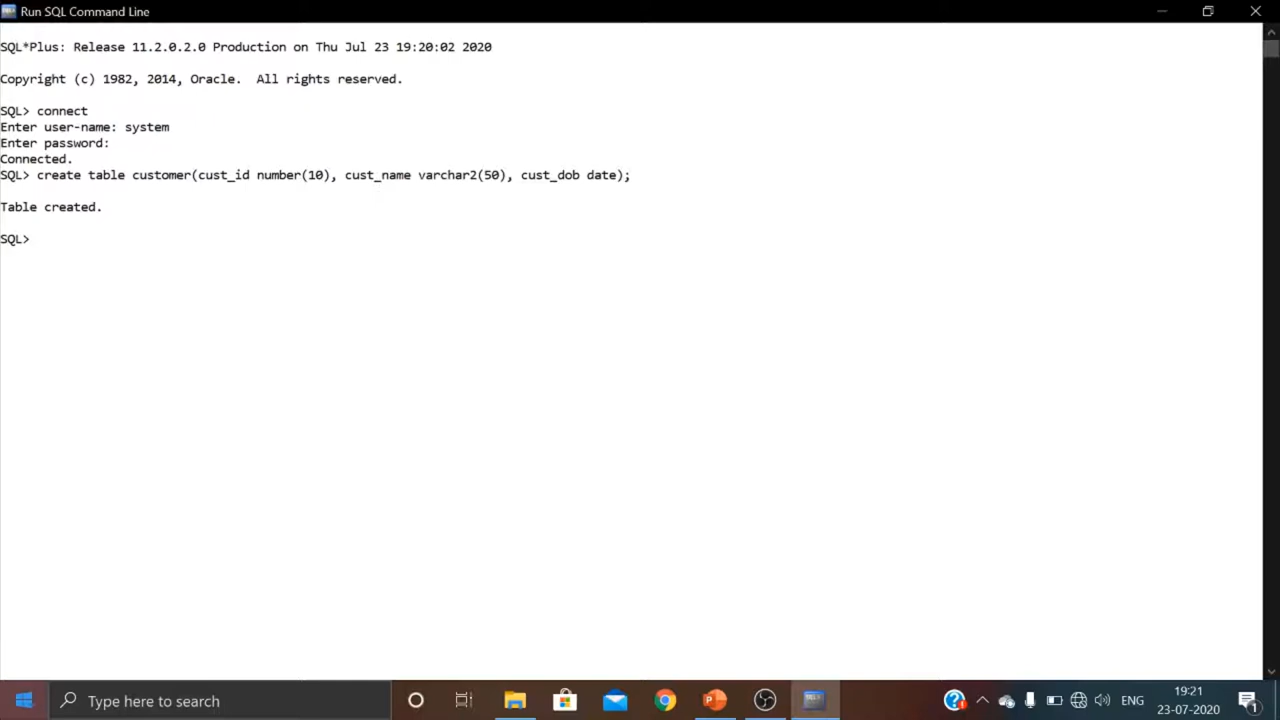 Run SQL Command Line
SQL*Plus: Release 11.2.0.2.0 Production on Thu Jul 23 19:20:02 2020
Copyright (c) 1982, 2014, Oracle.  All rights reserved.
SQL> connect
Enter user-name: system
Enter password:
Connected.
SQL> create table customer(cust_id number(10), cust_name varchar2(50), cust_dob date);
Table created.
SQL>
Type here to search
ENG
19:21
23-07-2020
1